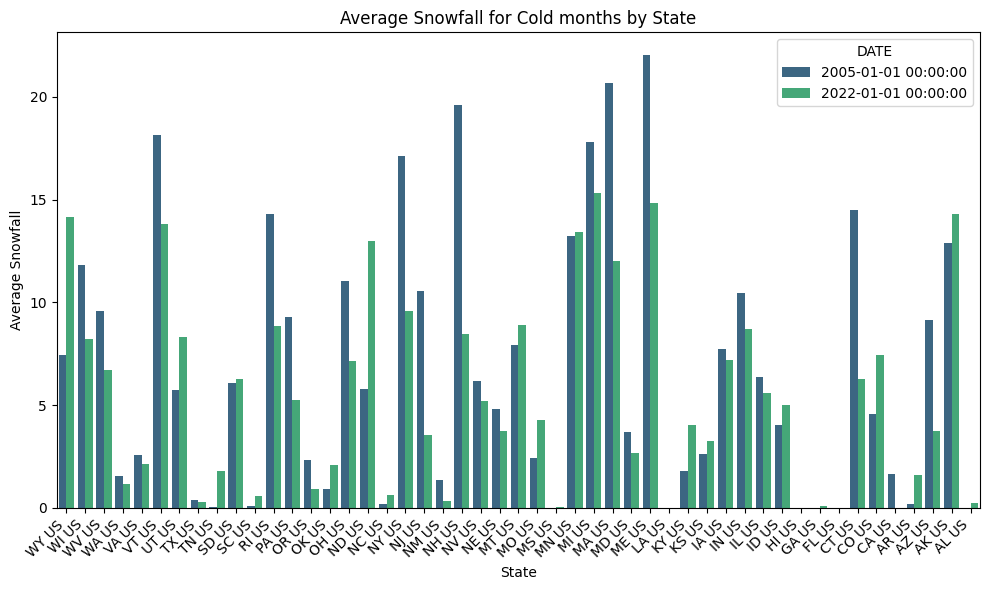 Average Snowfall for Cold months by State
DATE
2005-01-01 00:00:00
2022-01-01 00:00:00
Average Snowfall
20
15
10
5
0
WY US
WI US
WV US
WA US
VA US
VT US
UT US
TX US
TN US
SD US
SC US
RI US
PA US
OR US
OK US
OH US
ND US
NC US
NY US
NJ US
NM US
NH US
NV US
NE US
MT US
MO US
MS US
MN US
MI US
MA US
MD US
ME US
LA US
KY US
KS US
IA US
IN US
IL US
ID US
HI US
GA US
FL US
CT US
CO US
CA US
AR US
AZ US
AK US
AL US
State